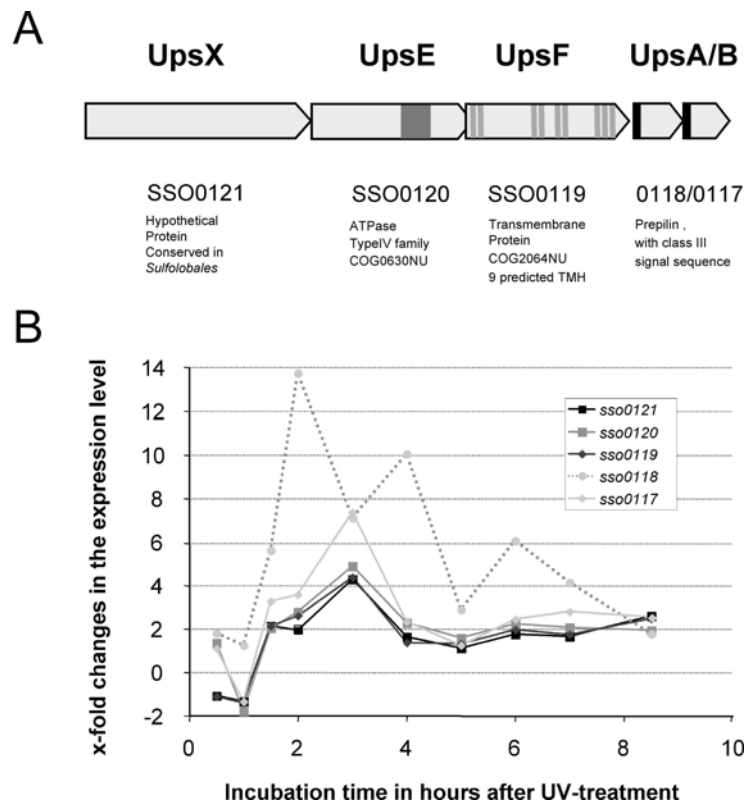 A
UpsX UpsE UpsF UpsA/B
SSO0121 SSO0120 SSO0119 0118/0117
Hypothetical
Protein
Conserved in
Sulfolobales
ATPase
TypeIV family
COG0630NU
Transmembrane
Protein
COG2064NU
9 predicted TMH
Prepilin ,
with class III
signal sequence
B
x-fold changes in the expression level
14
12
10
8
6
4
2
0
-2
sso0121
sso0120
sso0119
sso0118
sso0117
0 2 4 6 8 10
Incubation time in hours after UV-treatment